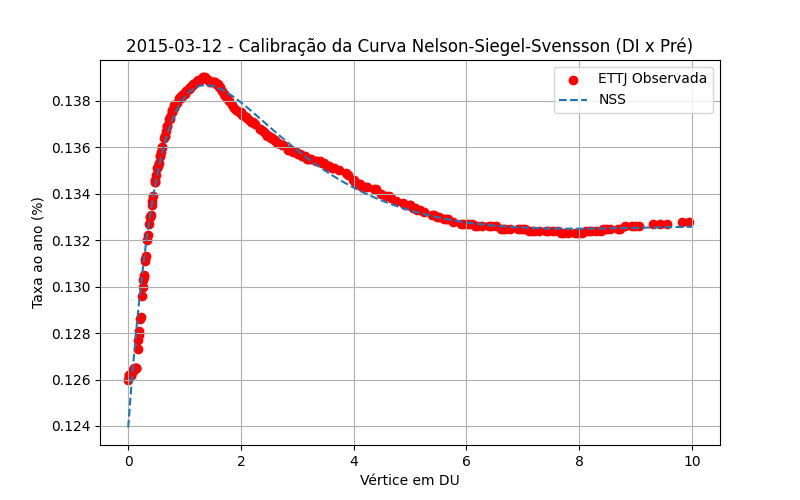 2015-03-12 - Calibração da Curva Nelson-Siegel-Svensson (DI x Pré)
ETTJ Observada
NSS
Taxa ao ano (%)
0.138
0.136
0.134
0.132
0.130
0.128
0.126
0.124
0
2
4
6
8
10
Vértice em DU